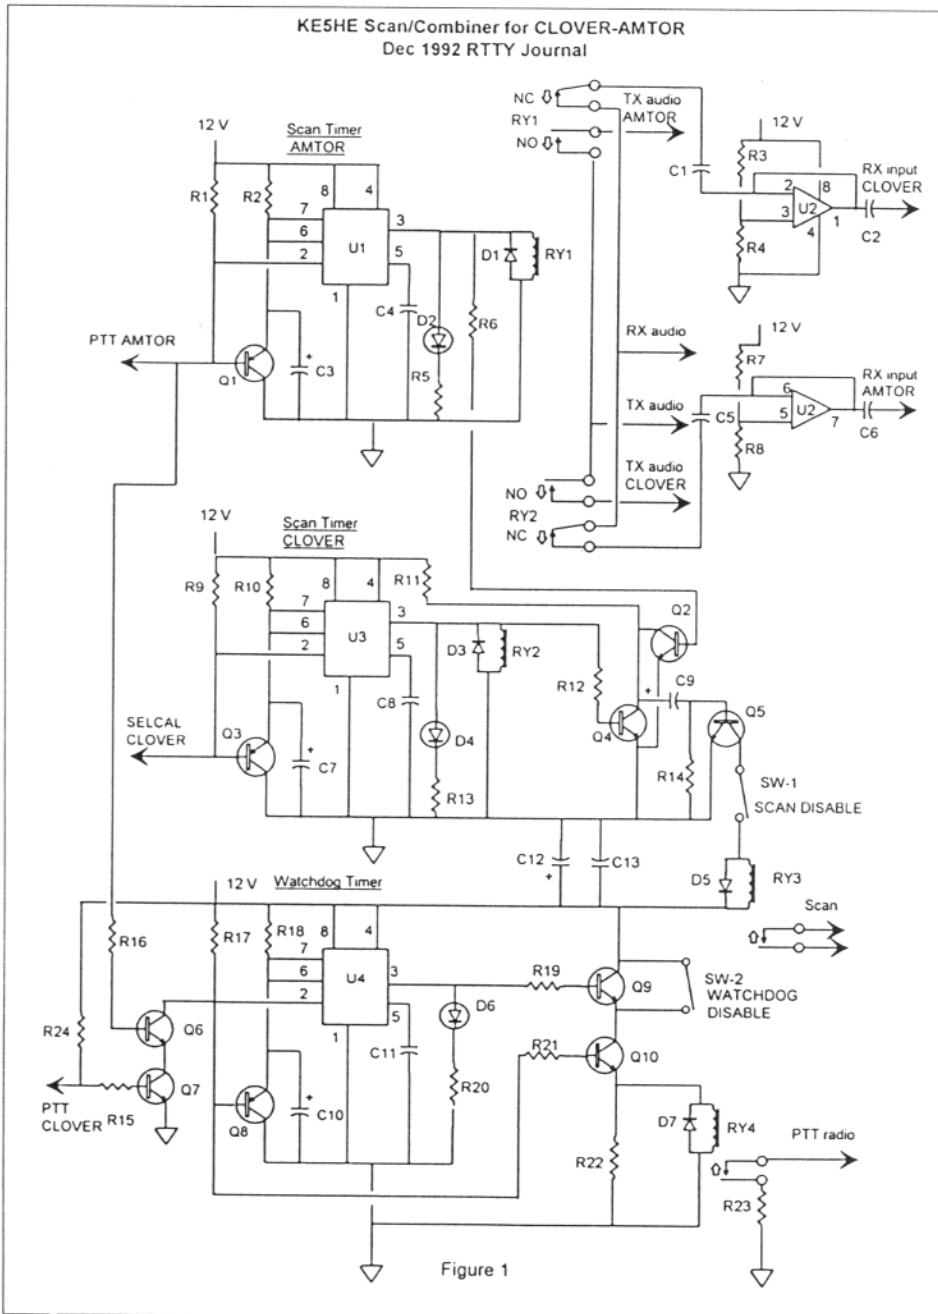 KE5HE Scan/Combiner for CLOVER-AMTOR
Dec 1992 RTTY Journal
12 V
Scan Timer
AMTOR
R1
R2
8
4
7
6
2
3
5
1
U1
C4
D2
R5
R6
D1
RY1
PTT AMTOR
Q1
+
C3
NC
RY1
NO
TX audio
AMTOR
C1
12 V
R3
R4
2
3
8
U2
4
1
RX input
CLOVER
C2
RX audio
TX audio
TX audio
CLOVER
12 V
R7
R8
C5
6
5
U2
7
RX input
AMTOR
C6
NO
RY2
NC
12 V
Scan Timer
CLOVER
R9
R10
8
4
R11
7
6
2
3
5
1
U3
C8
D3
RY2
D4
R13
R12
Q2
+
C9
Q4
Q5
R14
SELCAL
CLOVER
Q3
+
C7
SW-1
SCAN DISABLE
C12
+
C13
D5
RY3
Scan
12 V
Watchdog Timer
R16
R17
R18
8
4
7
6
2
3
5
1
U4
C11
D6
R20
R19
Q9
SW-2
WATCHDOG
DISABLE
R21
Q10
R24
Q6
Q7
R15
PTT
CLOVER
Q8
+
C10
R22
D7
RY4
PTT radio
R23
Figure 1